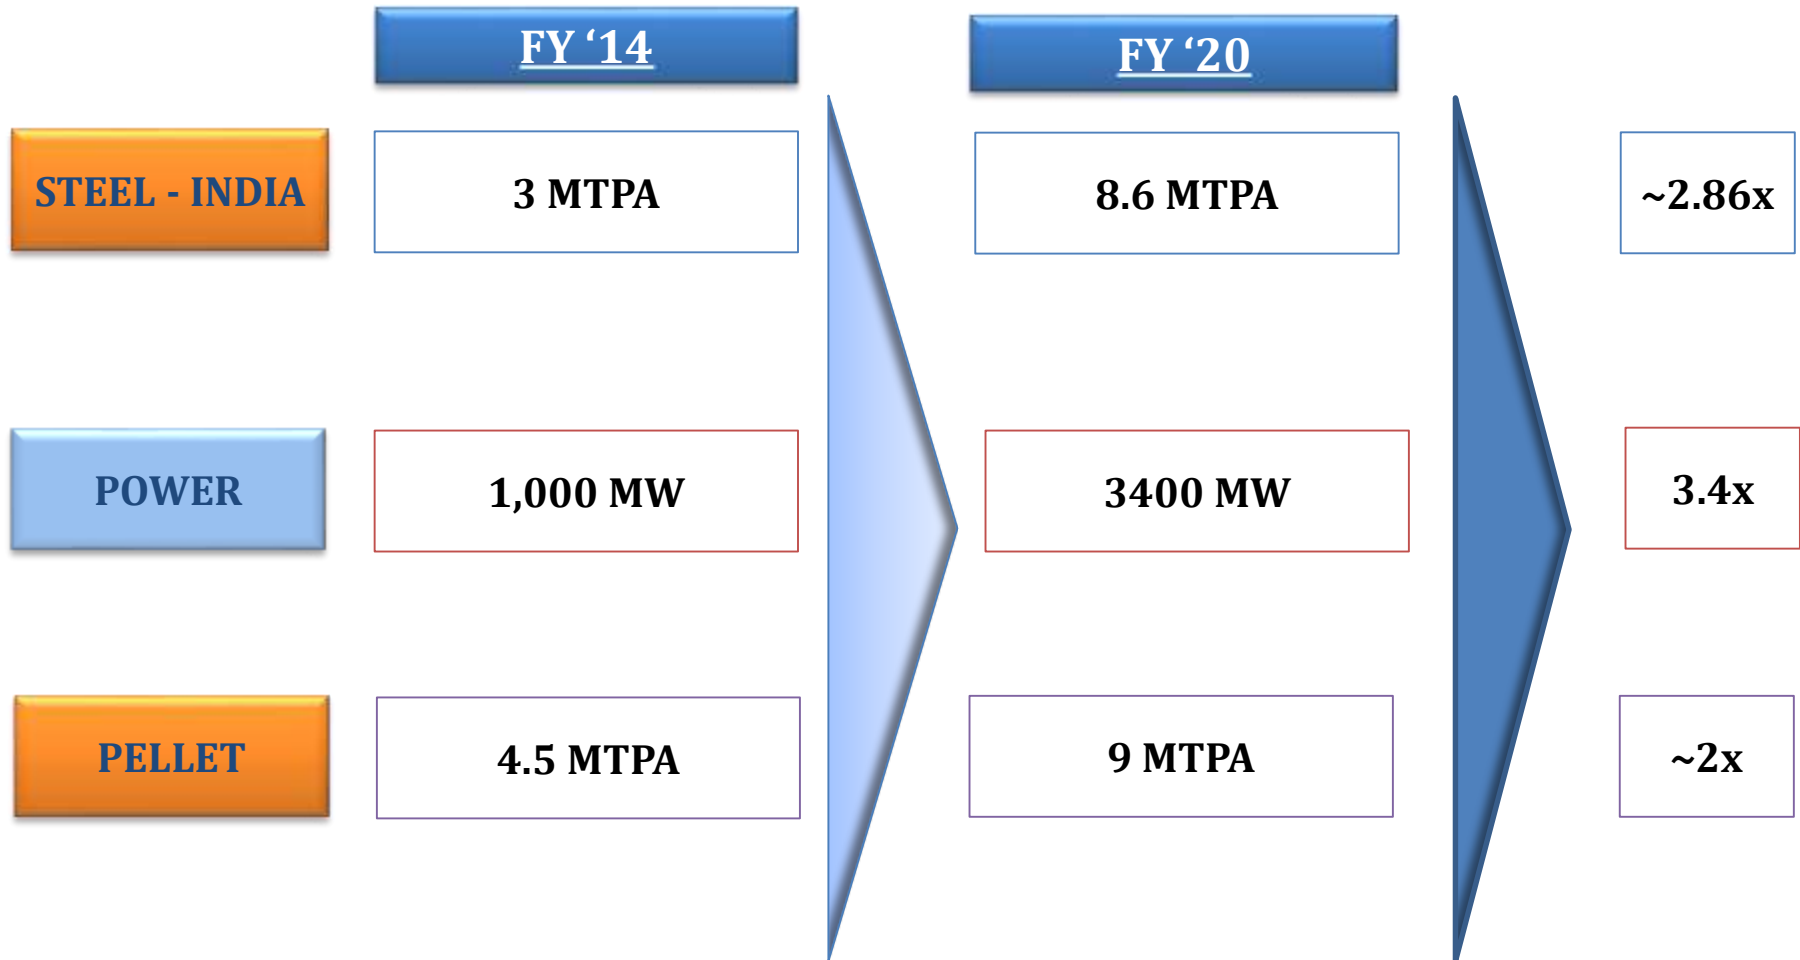 FY ‘14
FY ‘20
STEEL - INDIA
3 MTPA
8.6 MTPA
~2.86x
POWER
1,000 MW
3400 MW
3.4x
PELLET
4.5 MTPA
9 MTPA
~2x